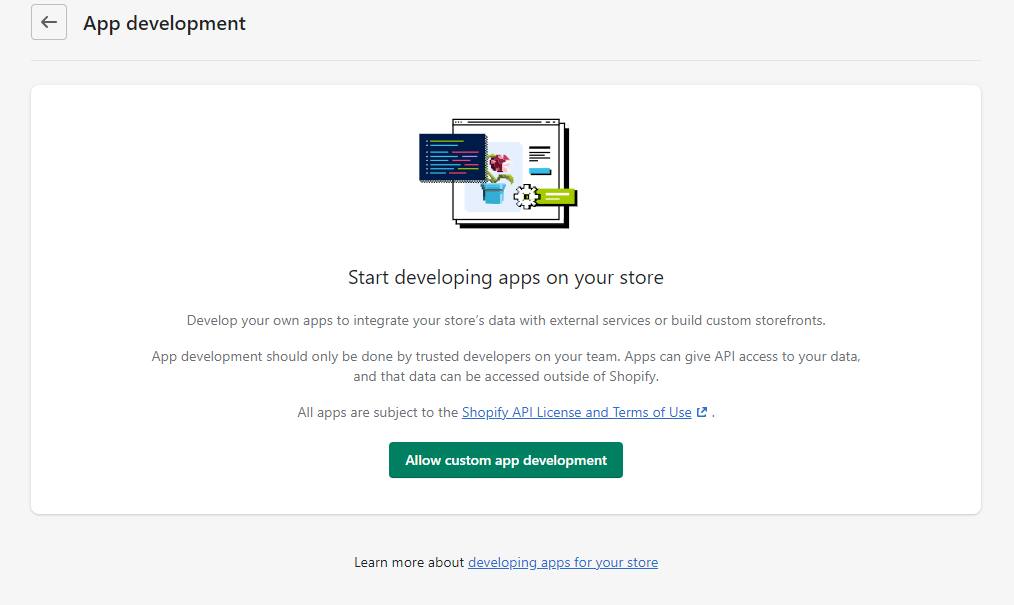 App development
Start developing apps on your store
Develop your own apps to integrate your store's data with external services or build custom storefronts.
App development should only be done by trusted developers on your team. Apps can give API access to your data,
and that data can be accessed outside of Shopify.
All apps are subject to the Shopify API License and Terms of Use .
Allow custom app development
Learn more about developing apps for your store